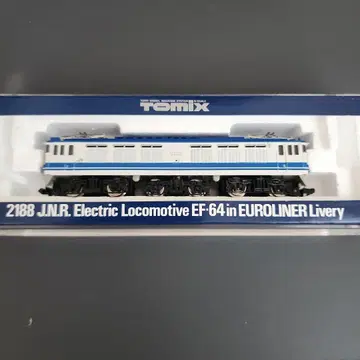 TOMIX
2188 J.N.R. Electric Locomotive EF·64 in EUROLINER Livery